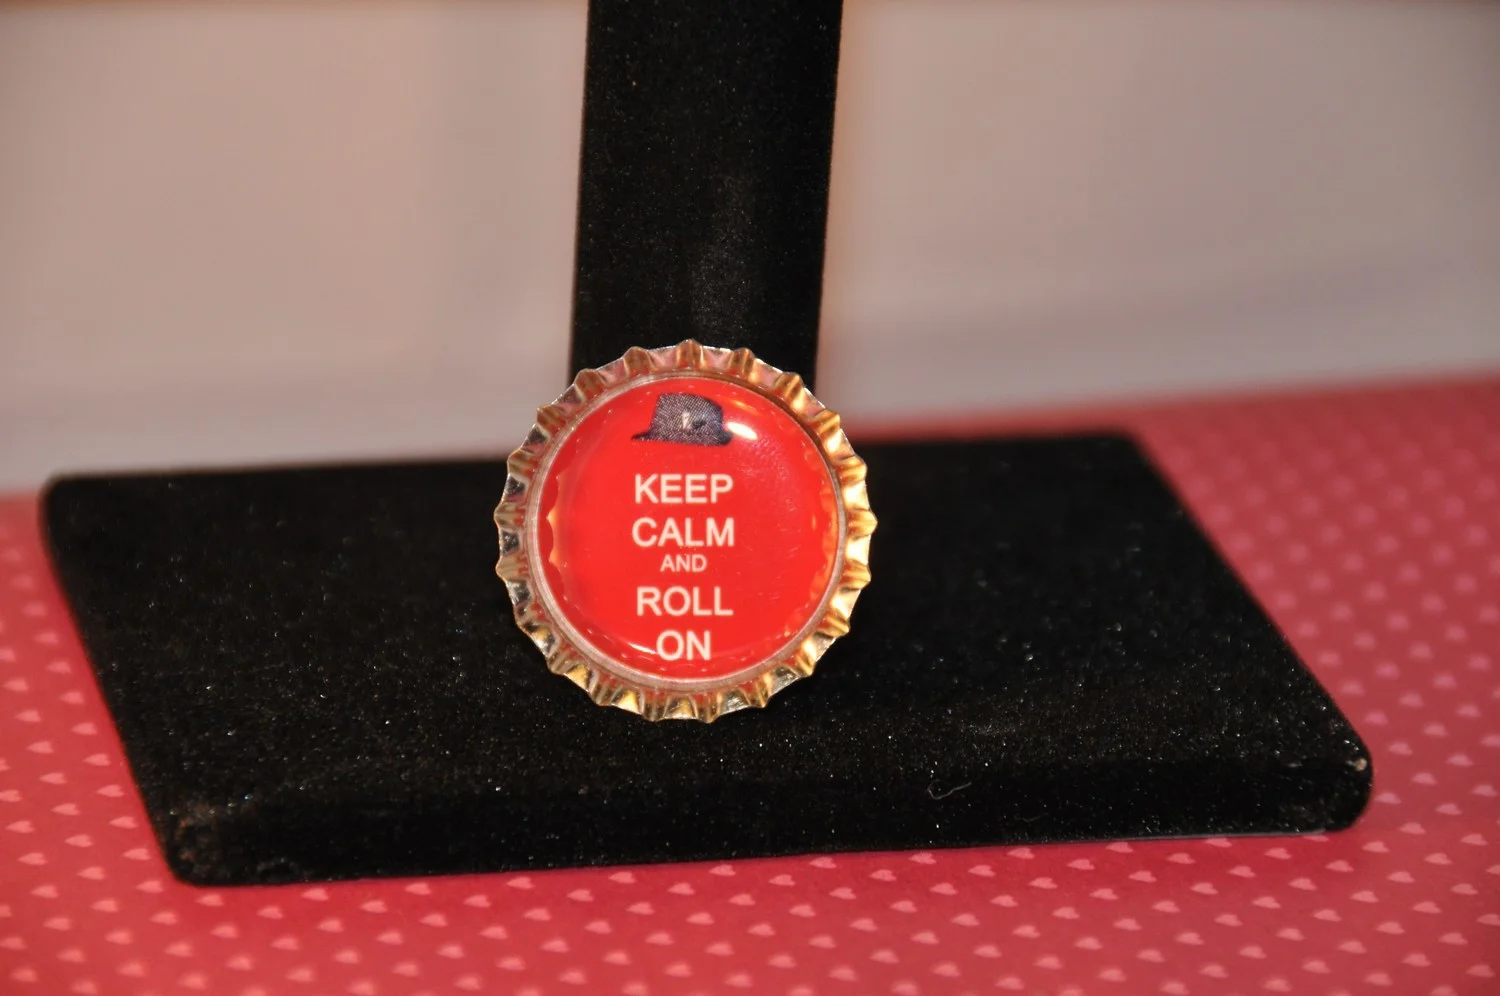 KEEP
CALM
AND
ROLL
ON